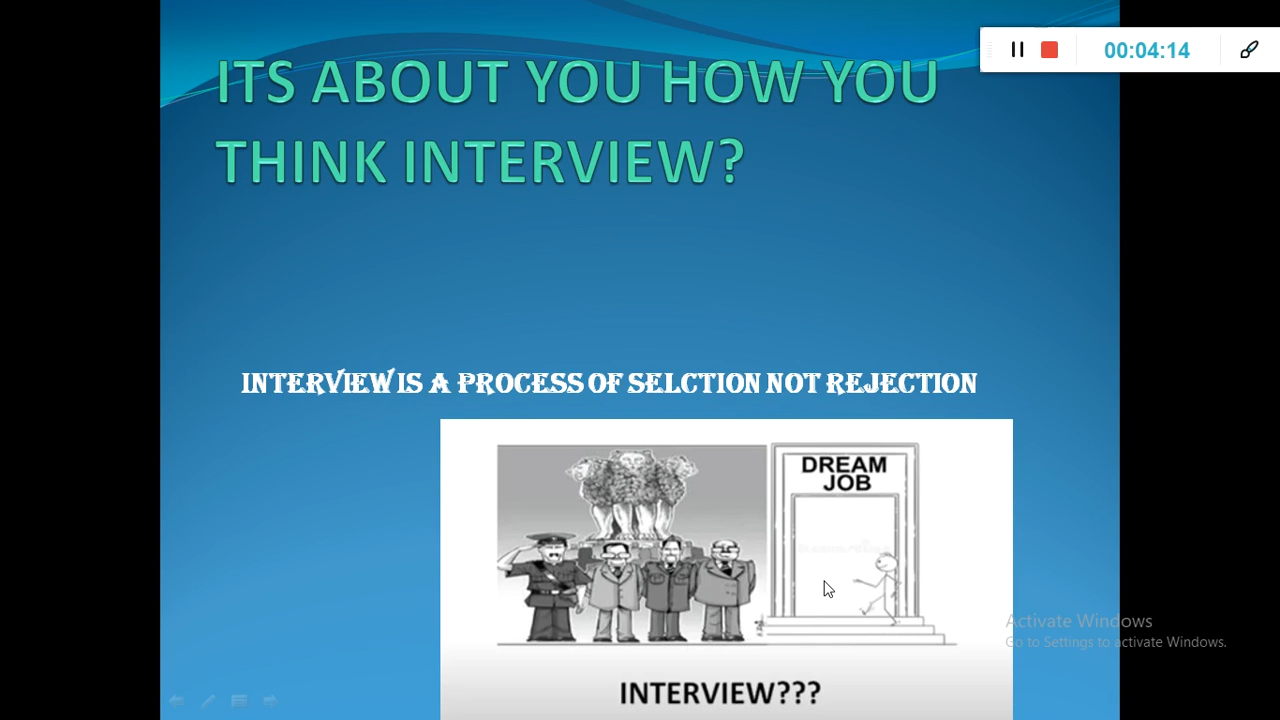 00:04:14
ITS ABOUT YOU HOW YOU
THINK INTERVIEW?
INTERVIEW IS A PROCESS OF SELCTION NOT REJECTION
DREAM
JOB
Activate Windows
Go to Settings to activate Windows.
INTERVIEW???